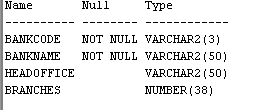 Name Null Type
---------- -------- ------------
BANKCODE NOT NULL VARCHAR2(3)
BANKNAME NOT NULL VARCHAR2(50)
HEADOFFICE VARCHAR2(50)
BRANCHES NUMBER(38)